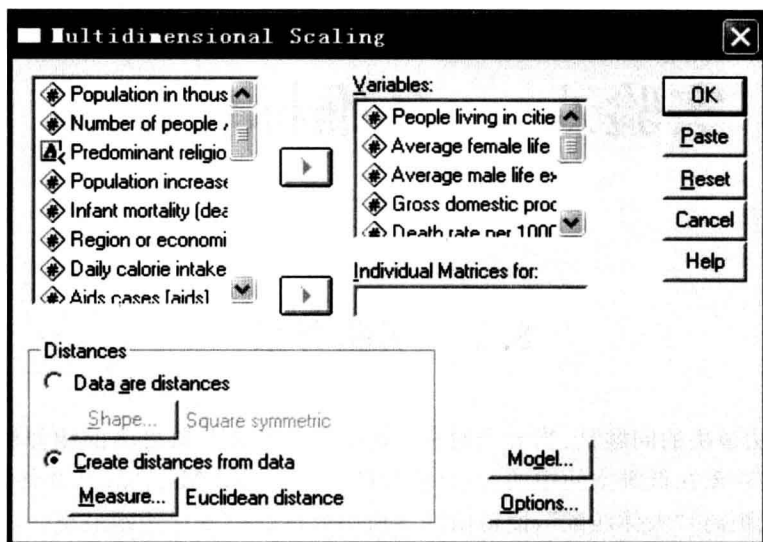 Multidimensional Scaling
Population in thous
Number of people
Predominant religio
Population increase
Infant mortality (dea
Region or economi
Daily calorie intake
Aids cases [aids]
Variables:
People living in citie
Average female life
Average male life ex
Gross domestic prod
Death rate per 1000
Individual Matrices for:
OK
Paste
Reset
Cancel
Help
Distances
Data are distances
Shape... Square symmetric
Create distances from data
Measure... Euclidean distance
Model...
Options...